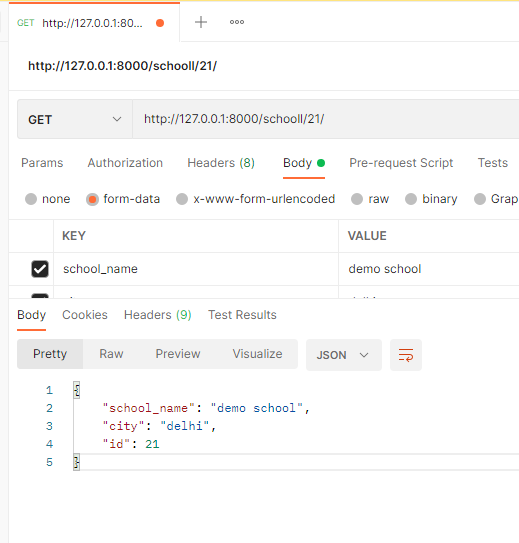 GET http://127.0.0.1:80...
http://127.0.0.1:8000/schooll/21/
GET http://127.0.0.1:8000/schooll/21/
Params Authorization Headers (8) Body Pre-request Script Tests
none form-data x-www-form-urlencoded raw binary Grap
KEY VALUE
school_name demo school
Body Cookies Headers (9) Test Results
Pretty Raw Preview Visualize JSON
1 {
2 "school_name": "demo school",
3 "city": "delhi",
4 "id": 21
5 }